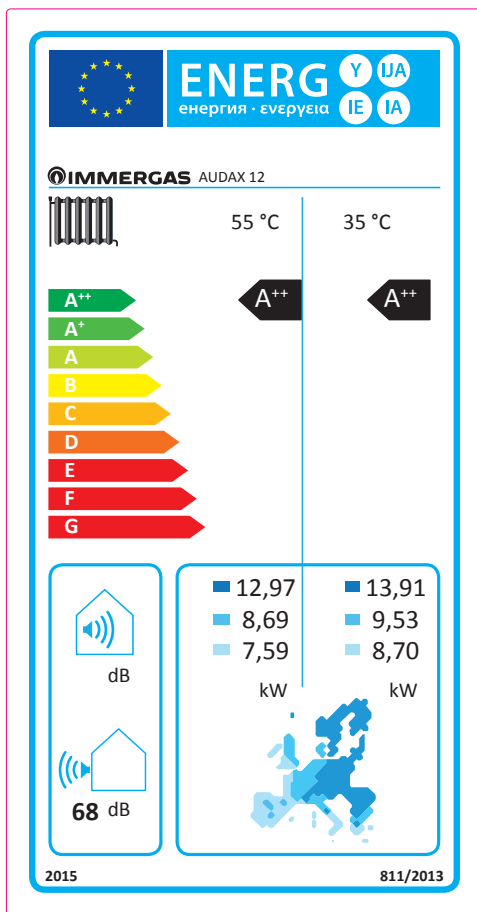 ENERG Y IJA
енергия · ενεργεια IE IA
IMMERGAS AUDAX 12
55 °C 35 °C
A++ A++ A++
A+
A
B
C
D
E
F
G
12,97 13,91
8,69 9,53
7,59 8,70
kW kW
dB
68 dB
2015 811/2013